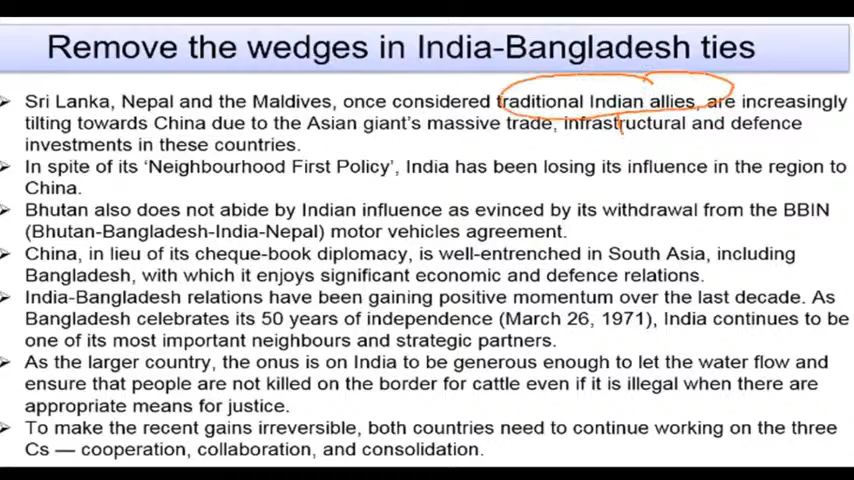 Remove the wedges in India-Bangladesh ties
Sri Lanka, Nepal and the Maldives, once considered traditional Indian allies, are increasingly
tilting towards China due to the Asian giant's massive trade, infrastructural and defence
investments in these countries.
In spite of its ‘Neighbourhood First Policy’, India has been losing its influence in the region to
China.
Bhutan also does not abide by Indian influence as evinced by its withdrawal from the BBIN
(Bhutan-Bangladesh-India-Nepal) motor vehicles agreement.
China, in lieu of its cheque-book diplomacy, is well-entrenched in South Asia, including
Bangladesh, with which it enjoys significant economic and defence relations.
India-Bangladesh relations have been gaining positive momentum over the last decade. As
Bangladesh celebrates its 50 years of independence (March 26, 1971), India continues to be
one of its most important neighbours and strategic partners.
As the larger country, the onus is on India to be generous enough to let the water flow and
ensure that people are not killed on the border for cattle even if it is illegal when there are
appropriate means for justice.
To make the recent gains irreversible, both countries need to continue working on the three
Cs — cooperation, collaboration, and consolidation.